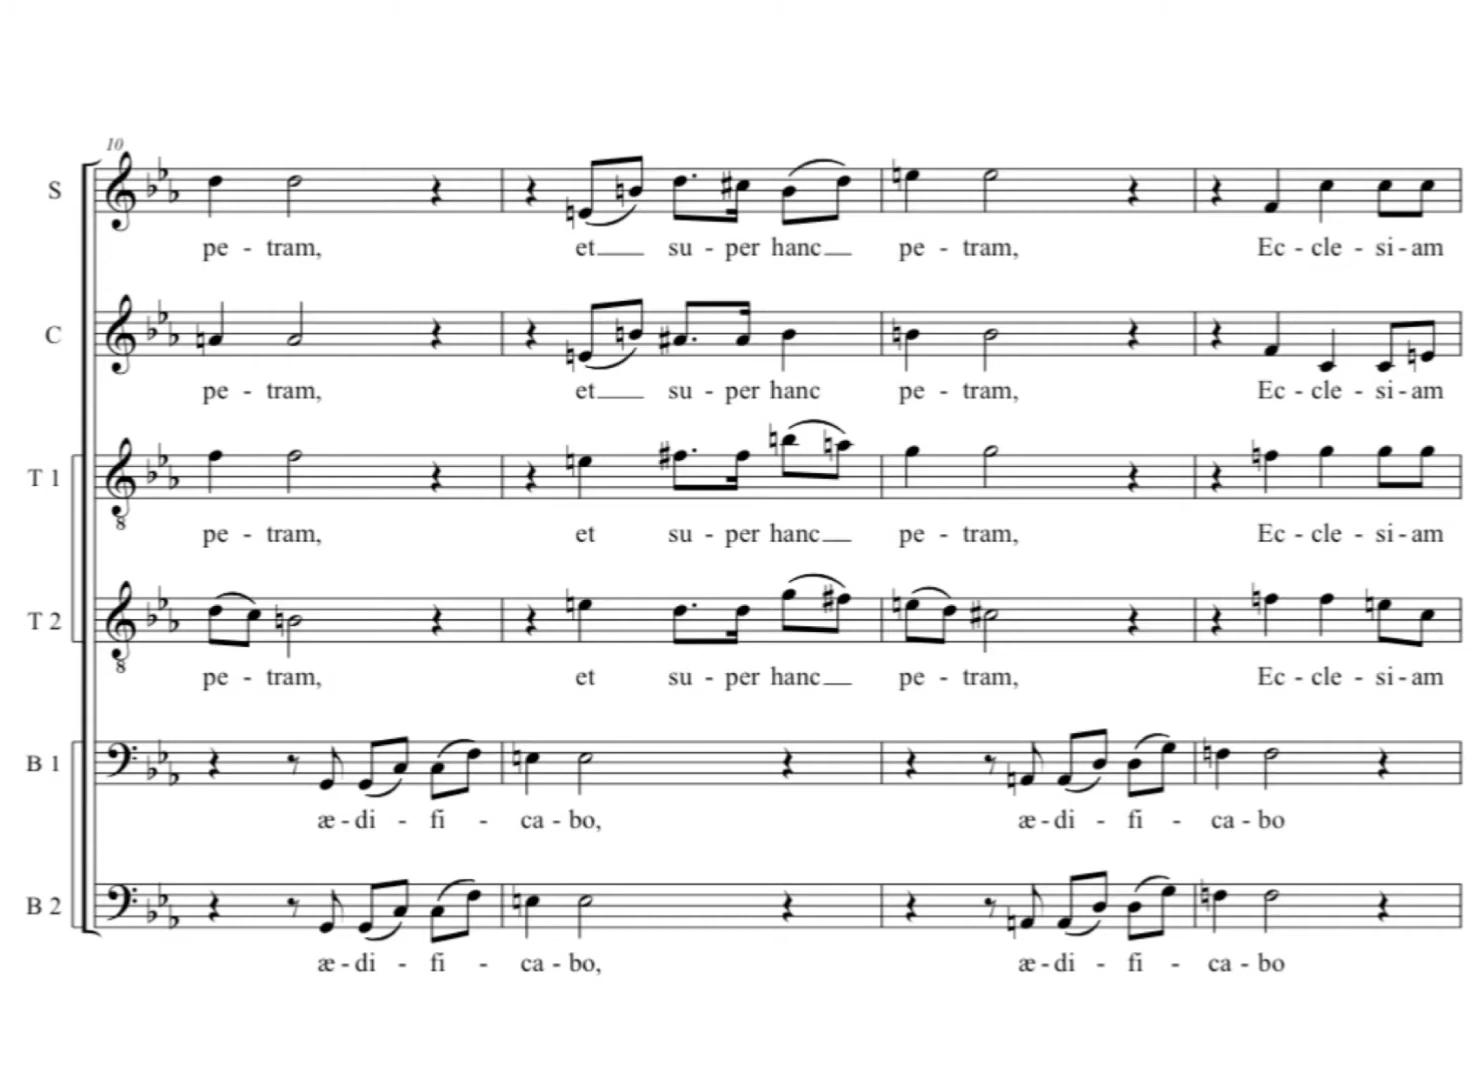 10
S
pe - tram, et su - per hanc pe - tram, Ec - cle - si - am
C
pe - tram, et su - per hanc pe - tram, Ec - cle - si - am
T 1
8
pe - tram, et su - per hanc pe - tram, Ec - cle - si - am
T 2
8
pe - tram, et su - per hanc pe - tram, Ec - cle - si - am
B 1
æ - di - fi - ca - bo, æ - di - fi - ca - bo
B 2
æ - di - fi - ca - bo, æ - di - fi - ca - bo